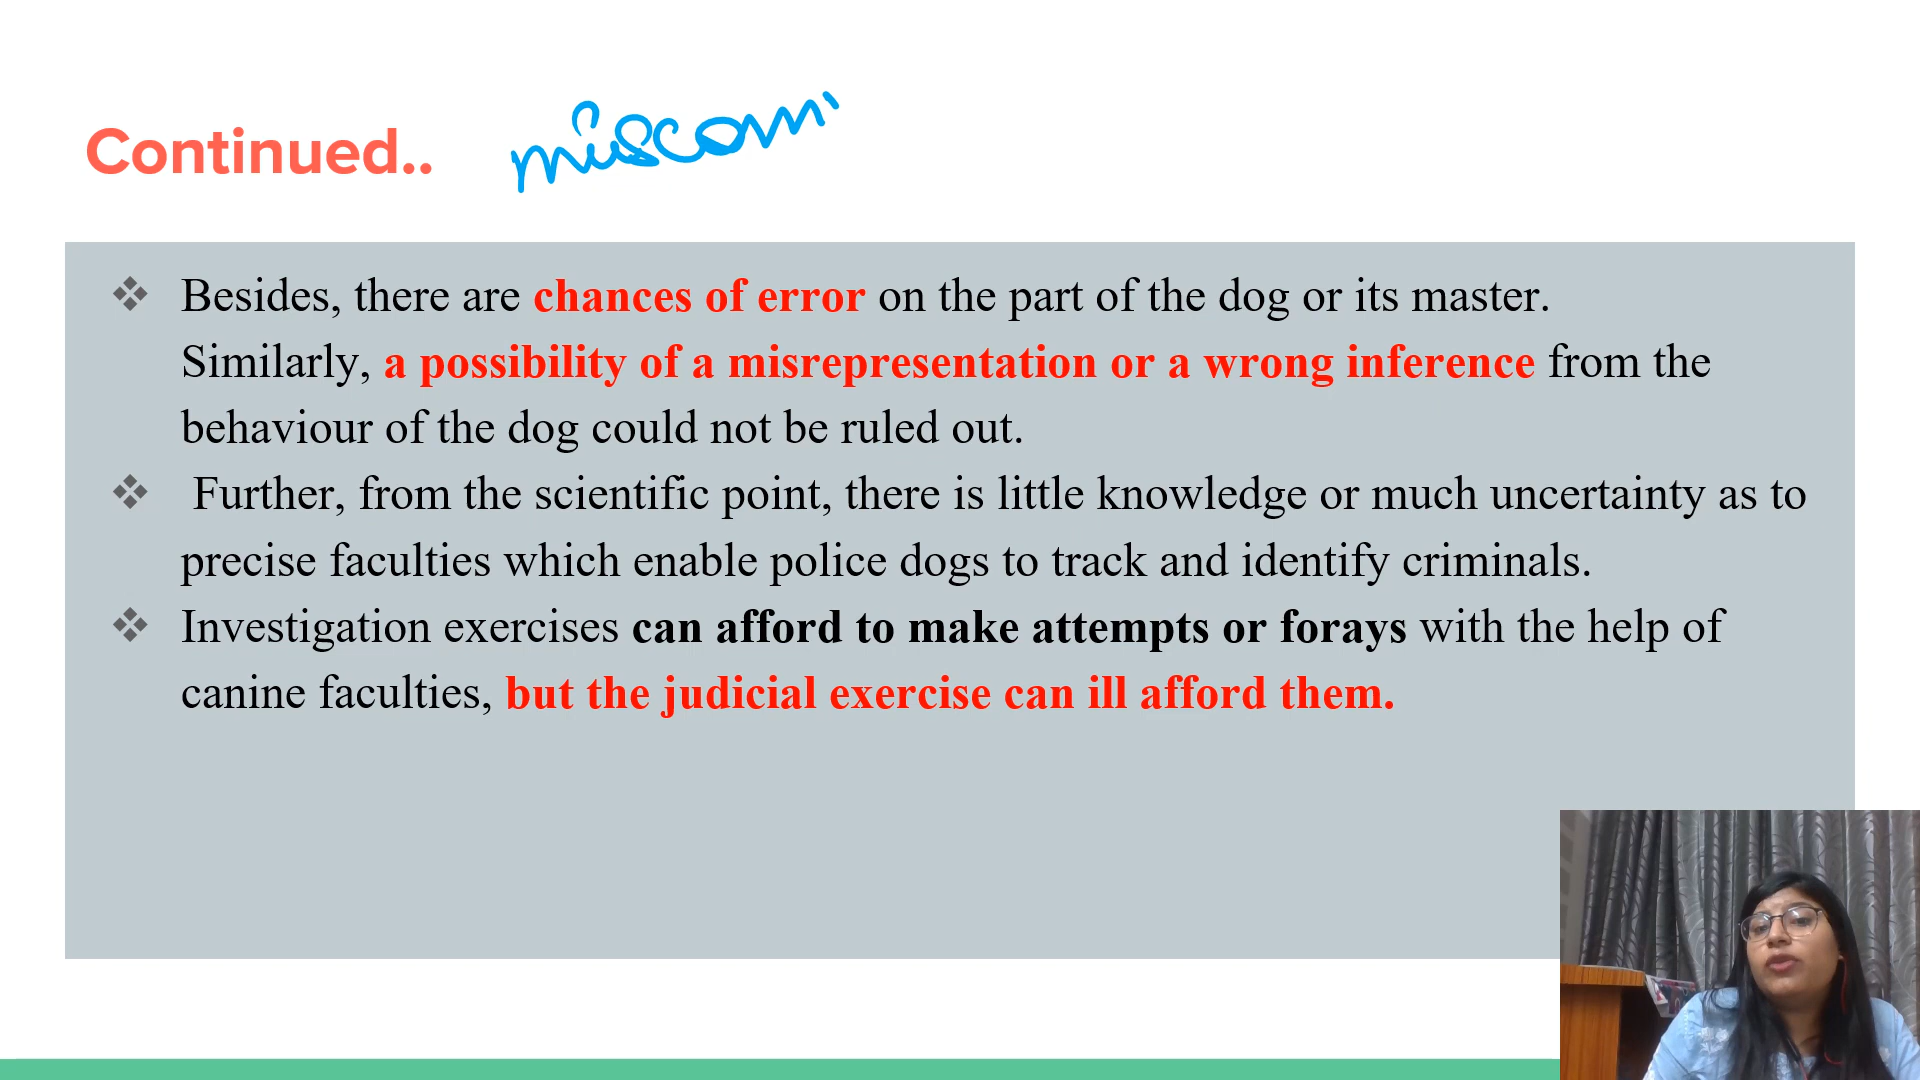 Continued..
miscom
❖ Besides, there are chances of error on the part of the dog or its master.
Similarly, a possibility of a misrepresentation or a wrong inference from the
behaviour of the dog could not be ruled out.
❖ Further, from the scientific point, there is little knowledge or much uncertainty as to
precise faculties which enable police dogs to track and identify criminals.
❖ Investigation exercises can afford to make attempts or forays with the help of
canine faculties, but the judicial exercise can ill afford them.